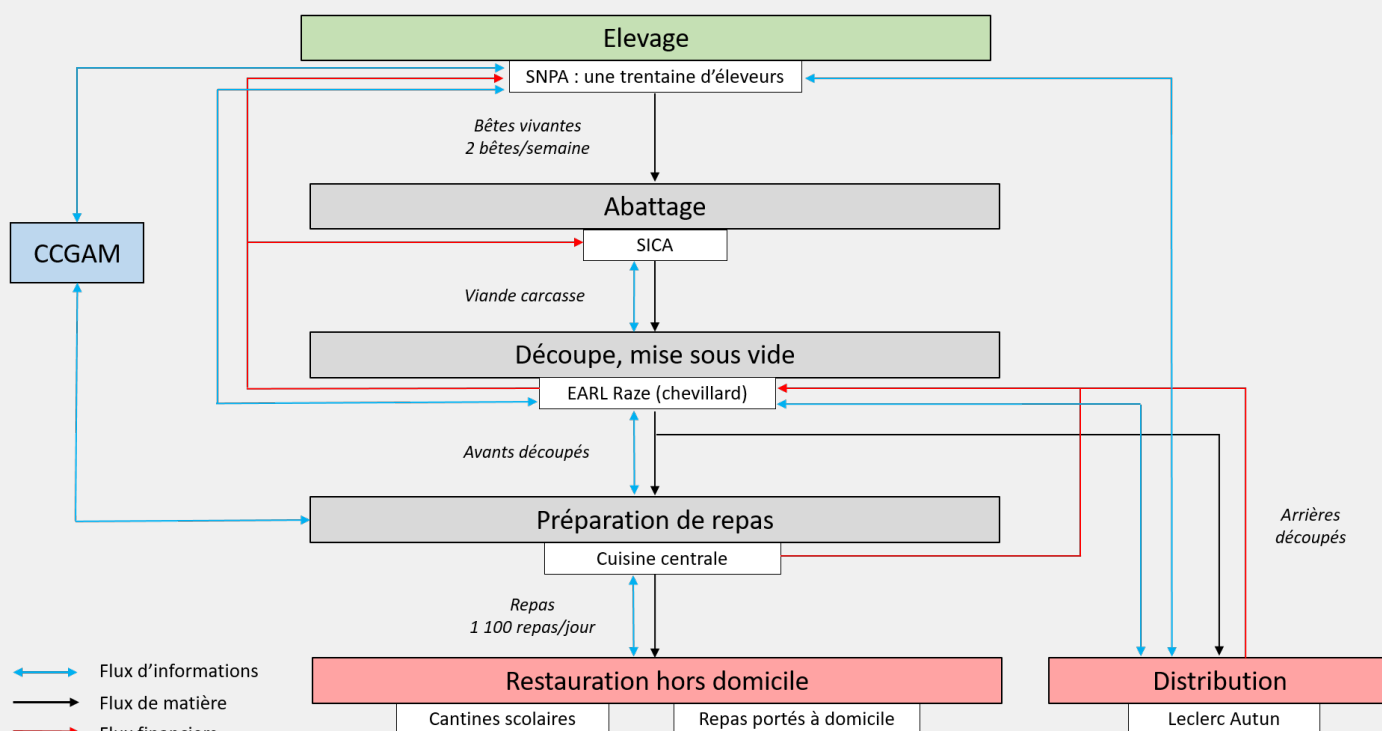 Elevage
SNPA : une trentaine d'éleveurs
Bêtes vivantes
2 bêtes/semaine
Abattage
SICA
CCGAM
Viande carcasse
Découpe, mise sous vide
EARL Raze (chevillard)
Avants découpés
Préparation de repas
Cuisine centrale
Arrières
découpés
Repas
1 100 repas/jour
Restauration hors domicile
Cantines scolaires
Repas portés à domicile
Distribution
Leclerc Autun
Flux d'informations
Flux de matière
Flux financiers